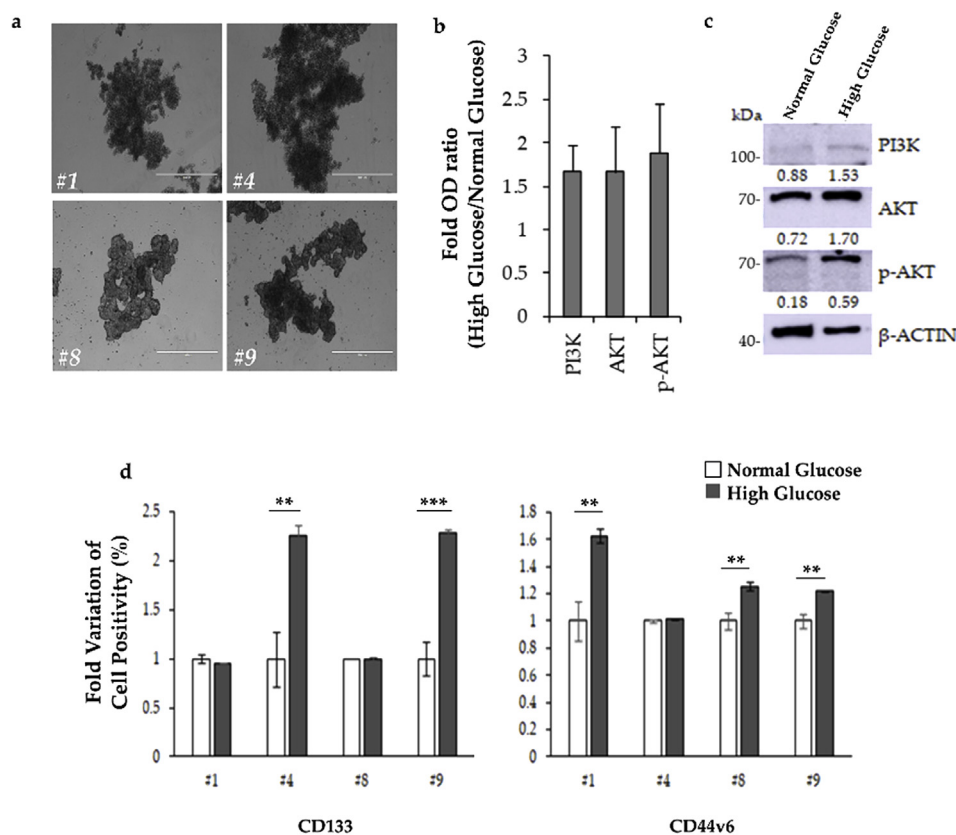 a
#1
#4
#8
#9
b
Fold OD ratio
(High Glucose/Normal Glucose)
3
2.5
2
1.5
1
0.5
0
PI3K
AKT
p-AKT
c
Normal Glucose
High Glucose
kDa
100-
PI3K
0.88 1.53
70-
AKT
0.72 1.70
70-
p-AKT
0.18 0.59
40-
β-ACTIN
d
Normal Glucose
High Glucose
Fold Variation of
Cell Positivity (%)
2.5
2
1.5
1
0.5
0
**
***
#1 #4 #8 #9
CD133
1.8
1.6
1.4
1.2
1
0.8
0.6
0.4
0.2
0
**
**
**
#1 #4 #8 #9
CD44v6